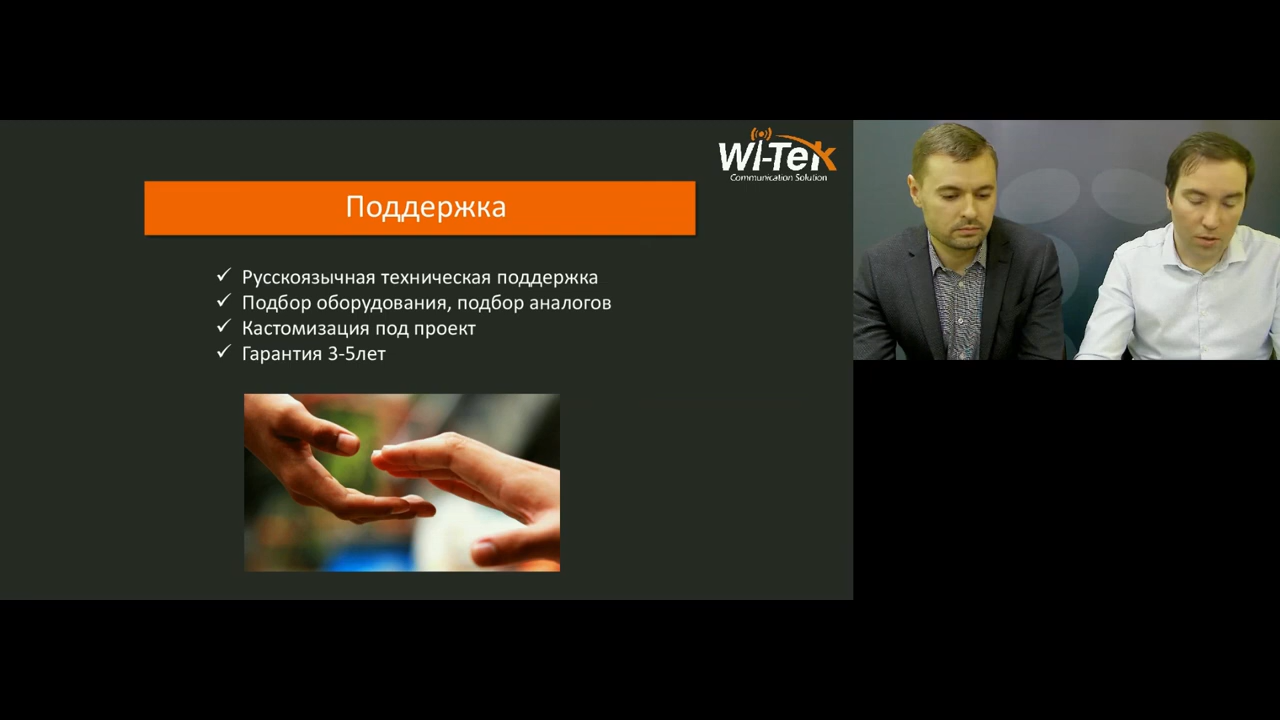 Wi-Tek
Communication Solution
Поддержка
Русскоязычная техническая поддержка
Подбор оборудования, подбор аналогов
Кастомизация под проект
Гарантия 3-5лет